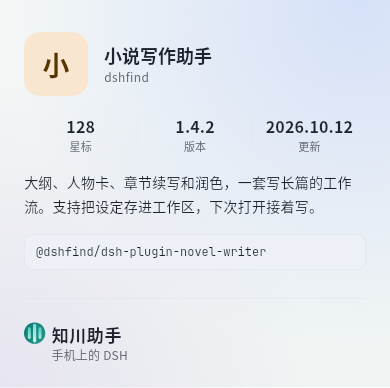 小
小说写作助手
dshfind
128
星标
1.4.2
版本
2026.10.12
更新
大纲、人物卡、章节续写和润色，一套写长篇的工作
流。支持把设定存进工作区，下次打开接着写。
@dshfind/dsh-plugin-novel-writer
知川助手
手机上的 DSH